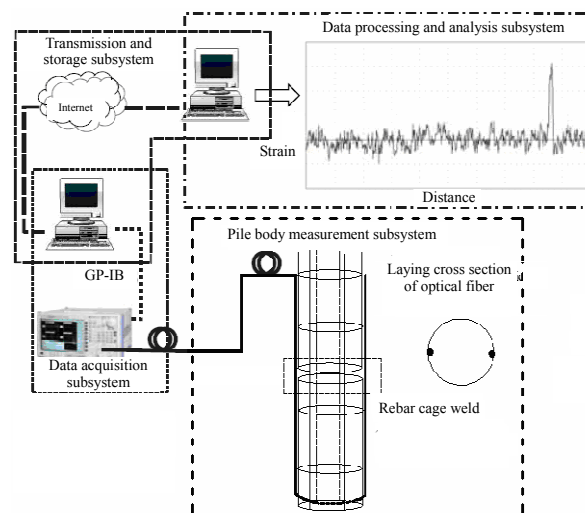 Transmission and
storage subsystem
Data processing and analysis subsystem
Internet
Strain
Distance
Pile body measurement subsystem
GP-IB
Laying cross section
of optical fiber
Data acquisition
subsystem
Rebar cage weld